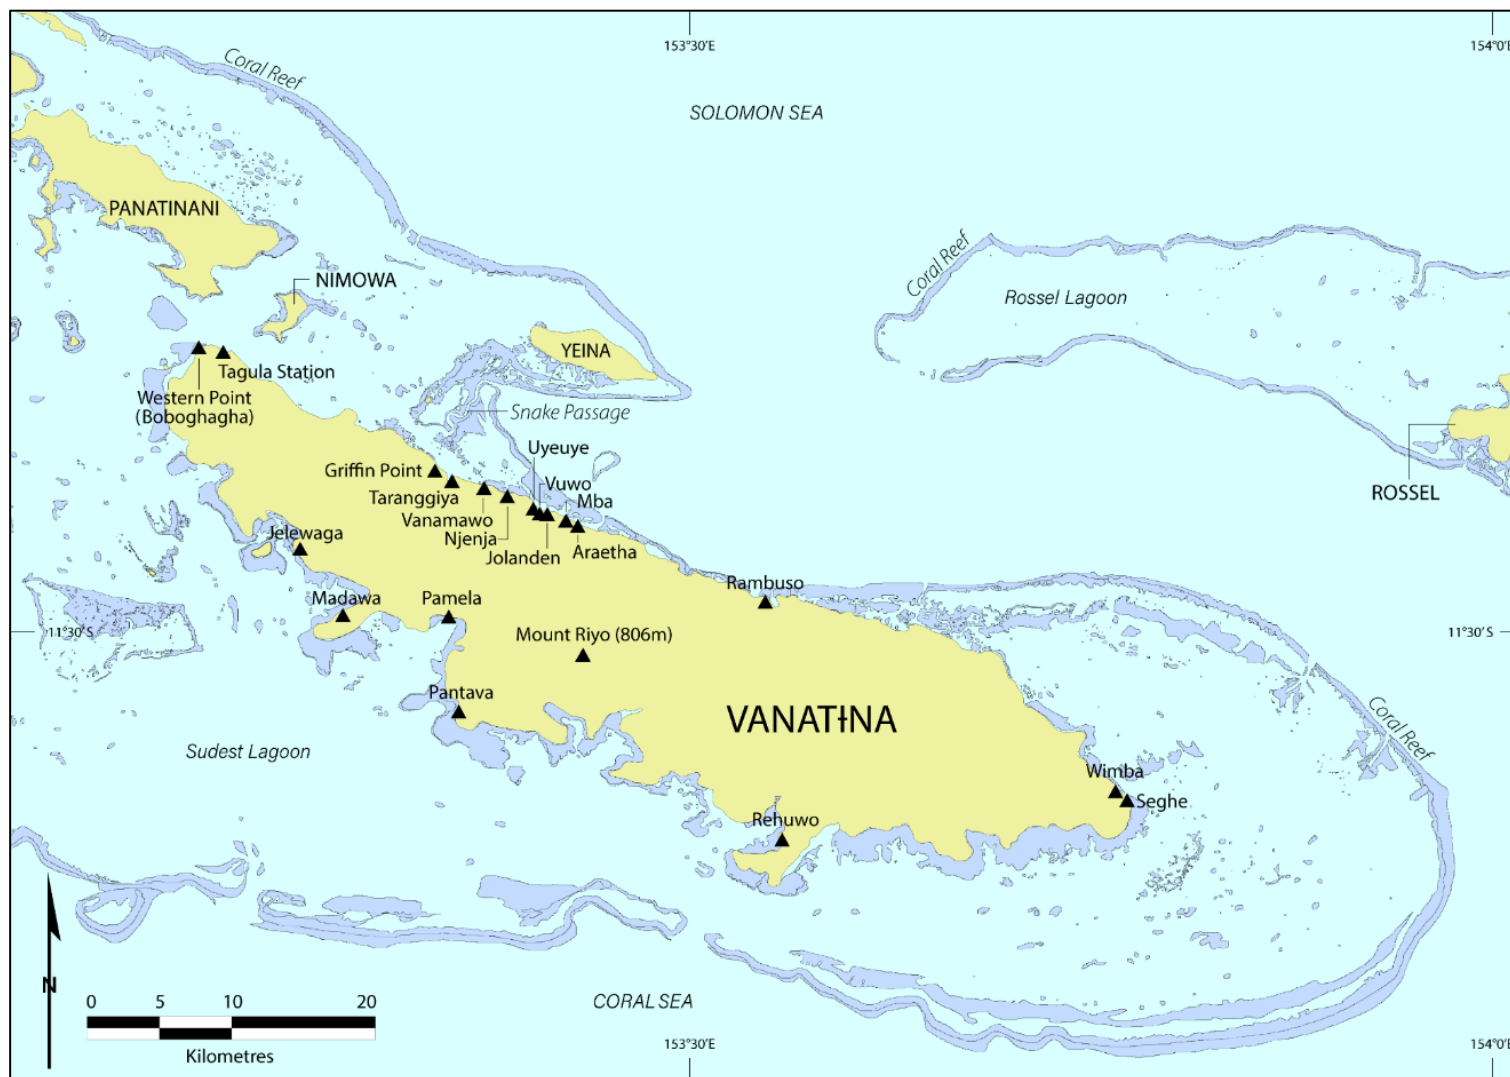 153°30'E
154°0'E
Coral Reef
SOLOMON SEA
PANATINANI
NIMOWA
Coral Reef
Rossel Lagoon
YEINA
Tagula Station
Western Point
(Boboghagha)
Snake Passage
Uyeuye
Griffin Point
Vuwo
Taranggiya
Mba
ROSSEL
Vanamawo
Njenja
Jelewaga
Jolanden
Araetha
Rambuso
Madawa
Pamela
11°30'S
Mount Riyo (806m)
11°30'S
Pantava
VANATɨNA
Coral Reef
Sudest Lagoon
Wimba
Seghe
Rehuwo
N
0 5 10 20
Kilometres
CORAL SEA
153°30'E
154°0'E